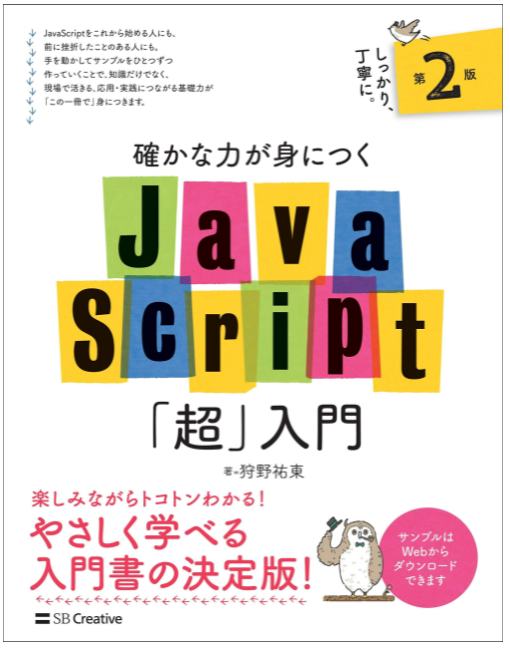 JavaScriptをこれから始める人にも、
前に挫折したことのある人にも。
手を動かしてサンプルをひとつずつ
作っていくことで、知識だけでなく、
現場で活きる、応用・実践につながる基礎力が
「この一冊で」身につきます。
しっかり、
丁寧に。
第2版
確かな力が身につく
Java
Script
「超」入門
著＝狩野祐東
楽しみながらトコトンわかる!
やさしく学べる
入門書の決定版!
サンプルは
Webから
ダウンロード
できます
SB Creative